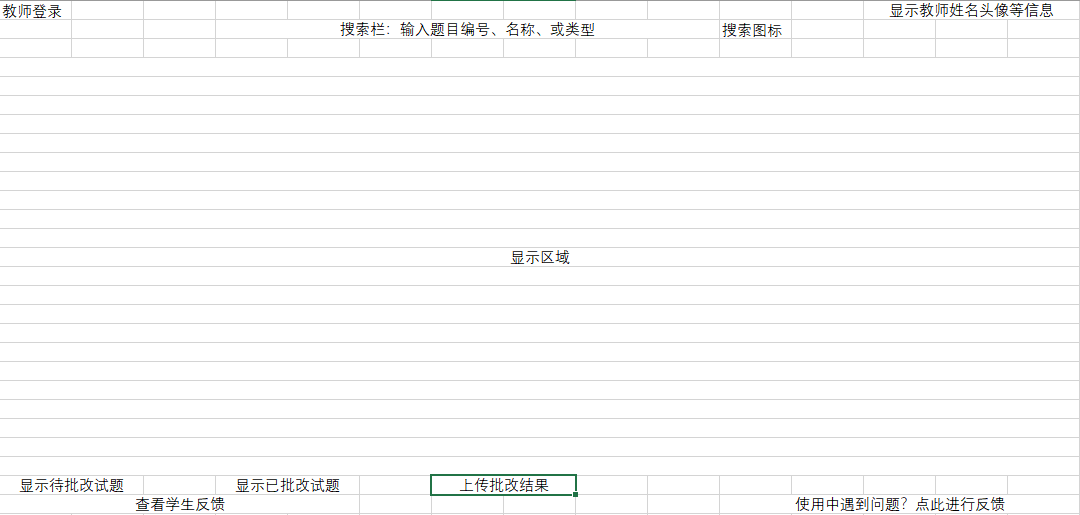 教师登录
显示教师姓名头像等信息
搜索栏：输入题目编号、名称、或类型
搜索图标
显示区域
显示待批改试题
显示已批改试题
上传批改结果
查看学生反馈
使用中遇到问题？点此进行反馈